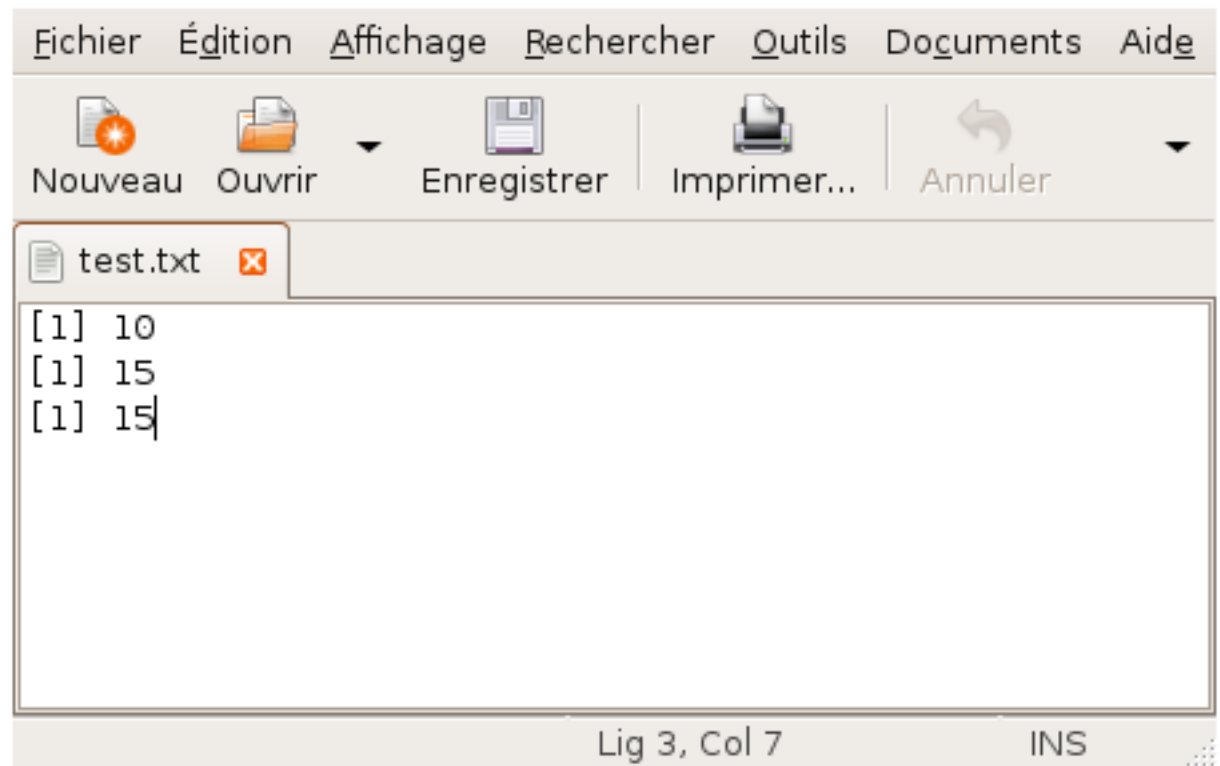 Fichier Édition Affichage Rechercher Outils Documents Aide
Nouveau Ouvrir Enregistrer Imprimer... Annuler
test.txt
[1] 10
[1] 15
[1] 15
Lig 3, Col 7 INS